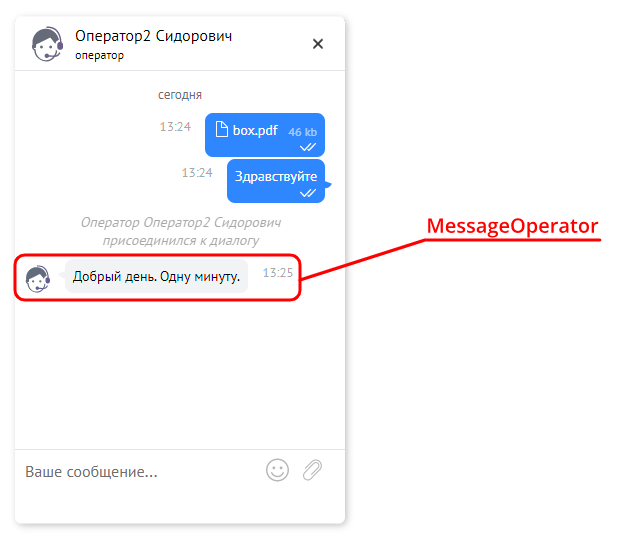 Оператор2 Сидорович
оператор
сегодня
13:24 box.pdf 46 kb
13:24 Здравствуйте
Оператор Оператор2 Сидорович
присоединился к диалогу
MessageOperator
Добрый день. Одну минуту. 13:25
Ваше сообщение...